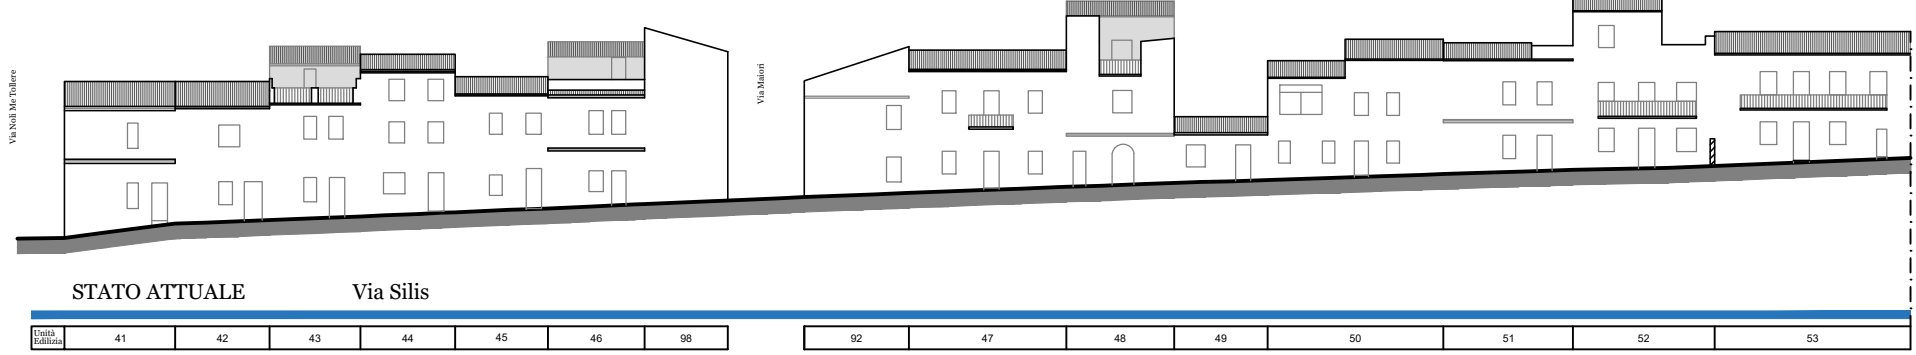 Via Noli Me Tollere
Via Maiori
STATO ATTUALE Via Silis
Unità
Edilizia
41 42 43 44 45 46 98 92 47 48 49 50 51 52 53